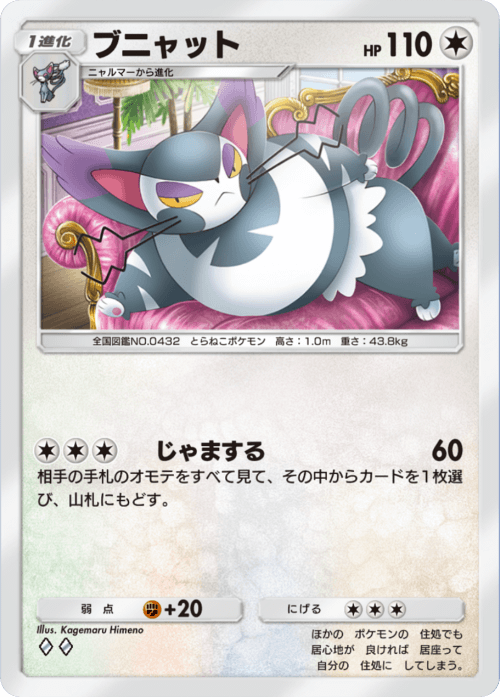 1進化
ブニャット
HP 110
ニャルマーから進化
全国図鑑NO.0432 とらねこポケモン 高さ：1.0m 重さ：43.8kg
じゃまする 60
相手の手札のオモテをすべて見て、その中からカードを1枚選
び、山札にもどす。
弱点 +20 にげる
Illus. Kagemaru Himeno
ほかの ポケモンの 住処でも
居心地が 良ければ 居座って
自分の 住処に してしまう。